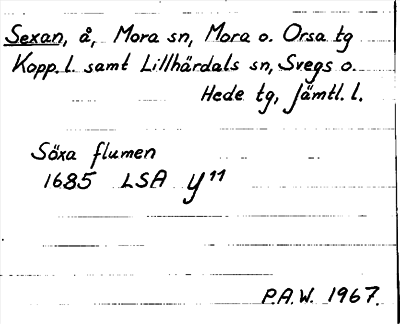 Sexan, å, Mora sn, Mora o. Orsa tg
Kopp. l. samt Lillhärdals sn, Svegs o.
Hede tg, Jämtl. l.
Söxa flumen
1685 LSA Y 11
P.A.W. 1967.